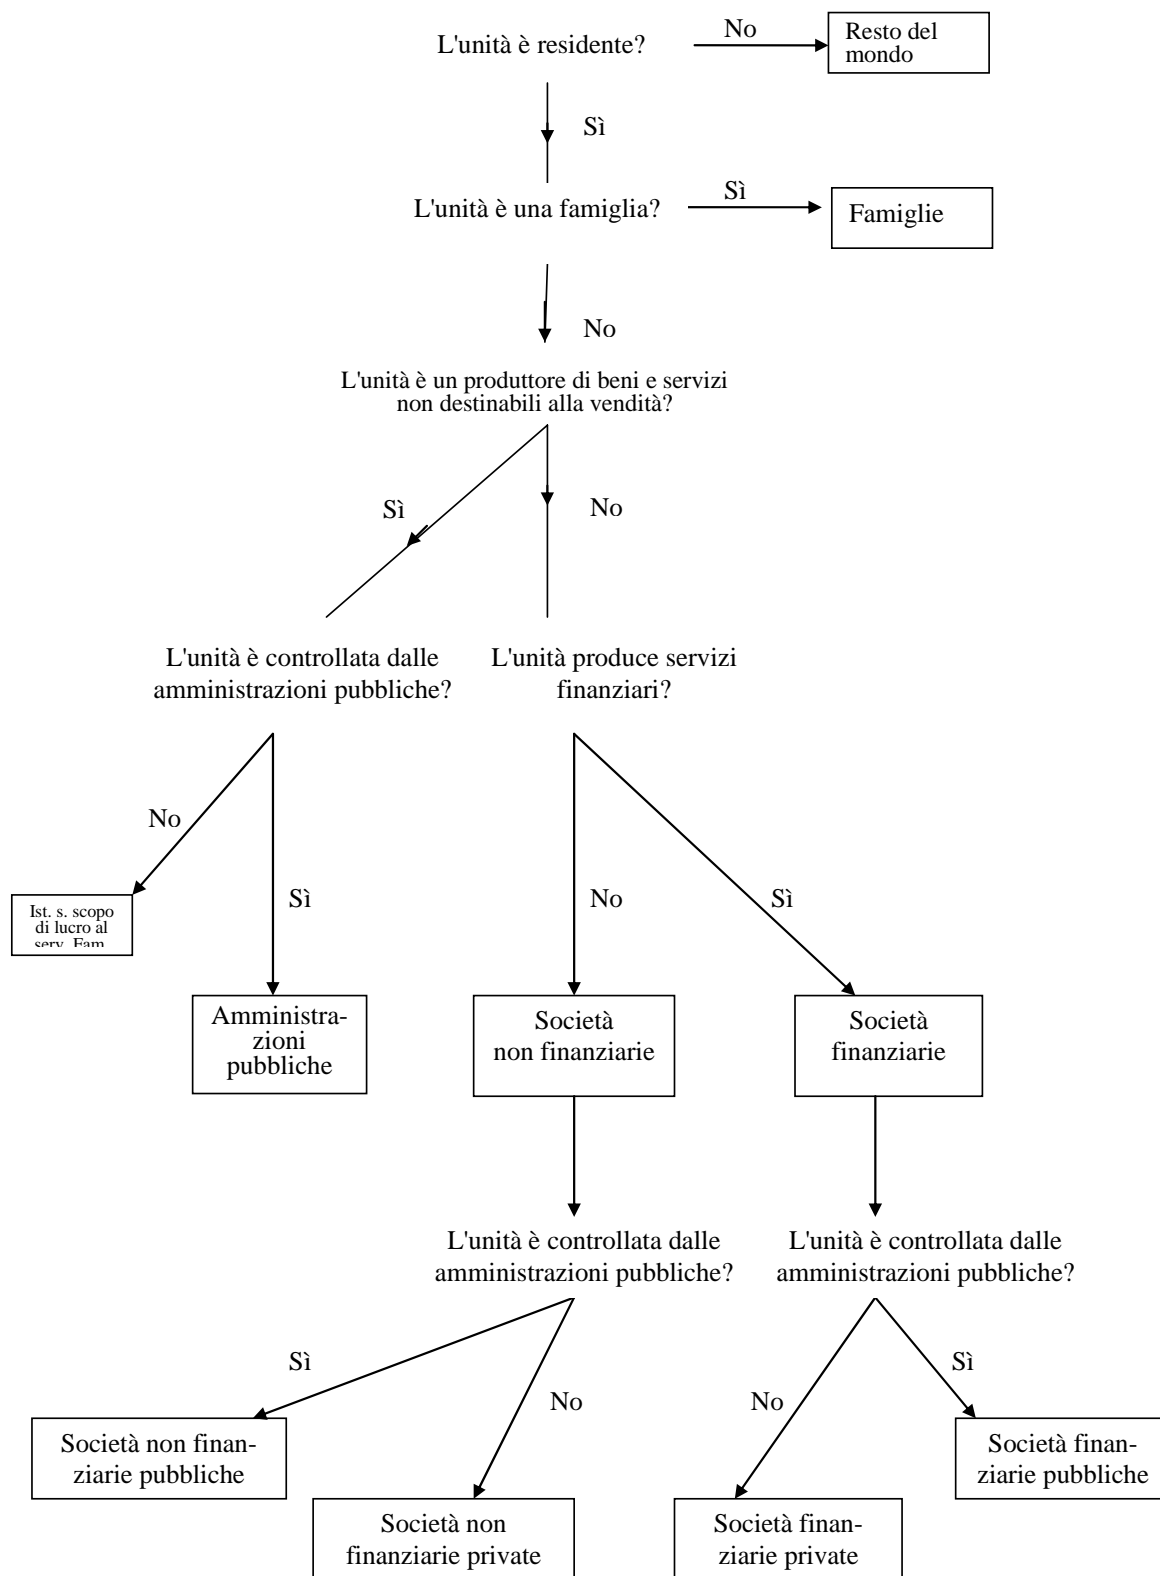 L'unità è residente?
No
Resto del
mondo
Sì
L'unità è una famiglia?
Sì
Famiglie
No
L'unità è un produttore di beni e servizi
non destinabili alla vendità?
Sì
No
L'unità è controllata dalle
amministrazioni pubbliche?
L'unità produce servizi
finanziari?
No
Sì
No
Sì
Ist. s. scopo
di lucro al
serv. Fam
Amministra-
zioni
pubbliche
Società
non finanziarie
Società
finanziarie
L'unità è controllata dalle
amministrazioni pubbliche?
L'unità è controllata dalle
amministrazioni pubbliche?
Sì
No
No
Sì
Società non finan-
ziarie pubbliche
Società non
finanziarie private
Società finan-
ziarie private
Società finan-
ziarie pubbliche